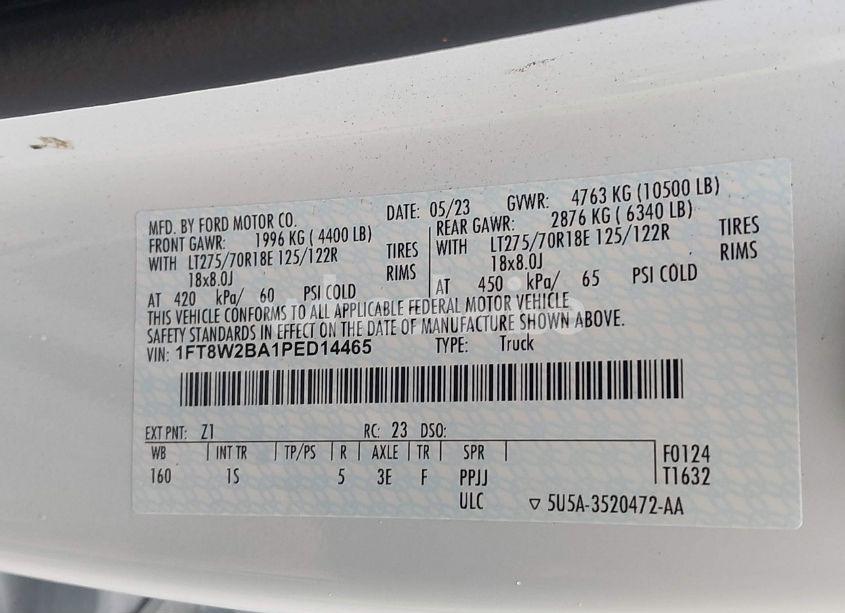 MFD. BY FORD MOTOR CO. DATE: 05/23 GVWR: 4763 KG (10500 LB)
FRONT GAWR: 1996 KG ( 4400 LB) REAR GAWR: 2876 KG ( 6340 LB)
WITH LT275/70R18E 125/122R TIRES WITH LT275/70R18E 125/122R TIRES
18x8.0J RIMS 18x8.0J RIMS
AT 420 kPa/ 60 PSI COLD AT 450 kPa/ 65 PSI COLD
THIS VEHICLE CONFORMS TO ALL APPLICABLE FEDERAL MOTOR VEHICLE
SAFETY STANDARDS IN EFFECT ON THE DATE OF MANUFACTURE SHOWN ABOVE.
VIN: 1FT8W2BA1PED14465 TYPE: Truck
EXT PNT: Z1 RC: 23 DSO:
WB INT TR TP/PS R AXLE TR SPR F0124
160 1S 5 3E F PPJJ T1632
ULC ▽ 5U5A-3520472-AA